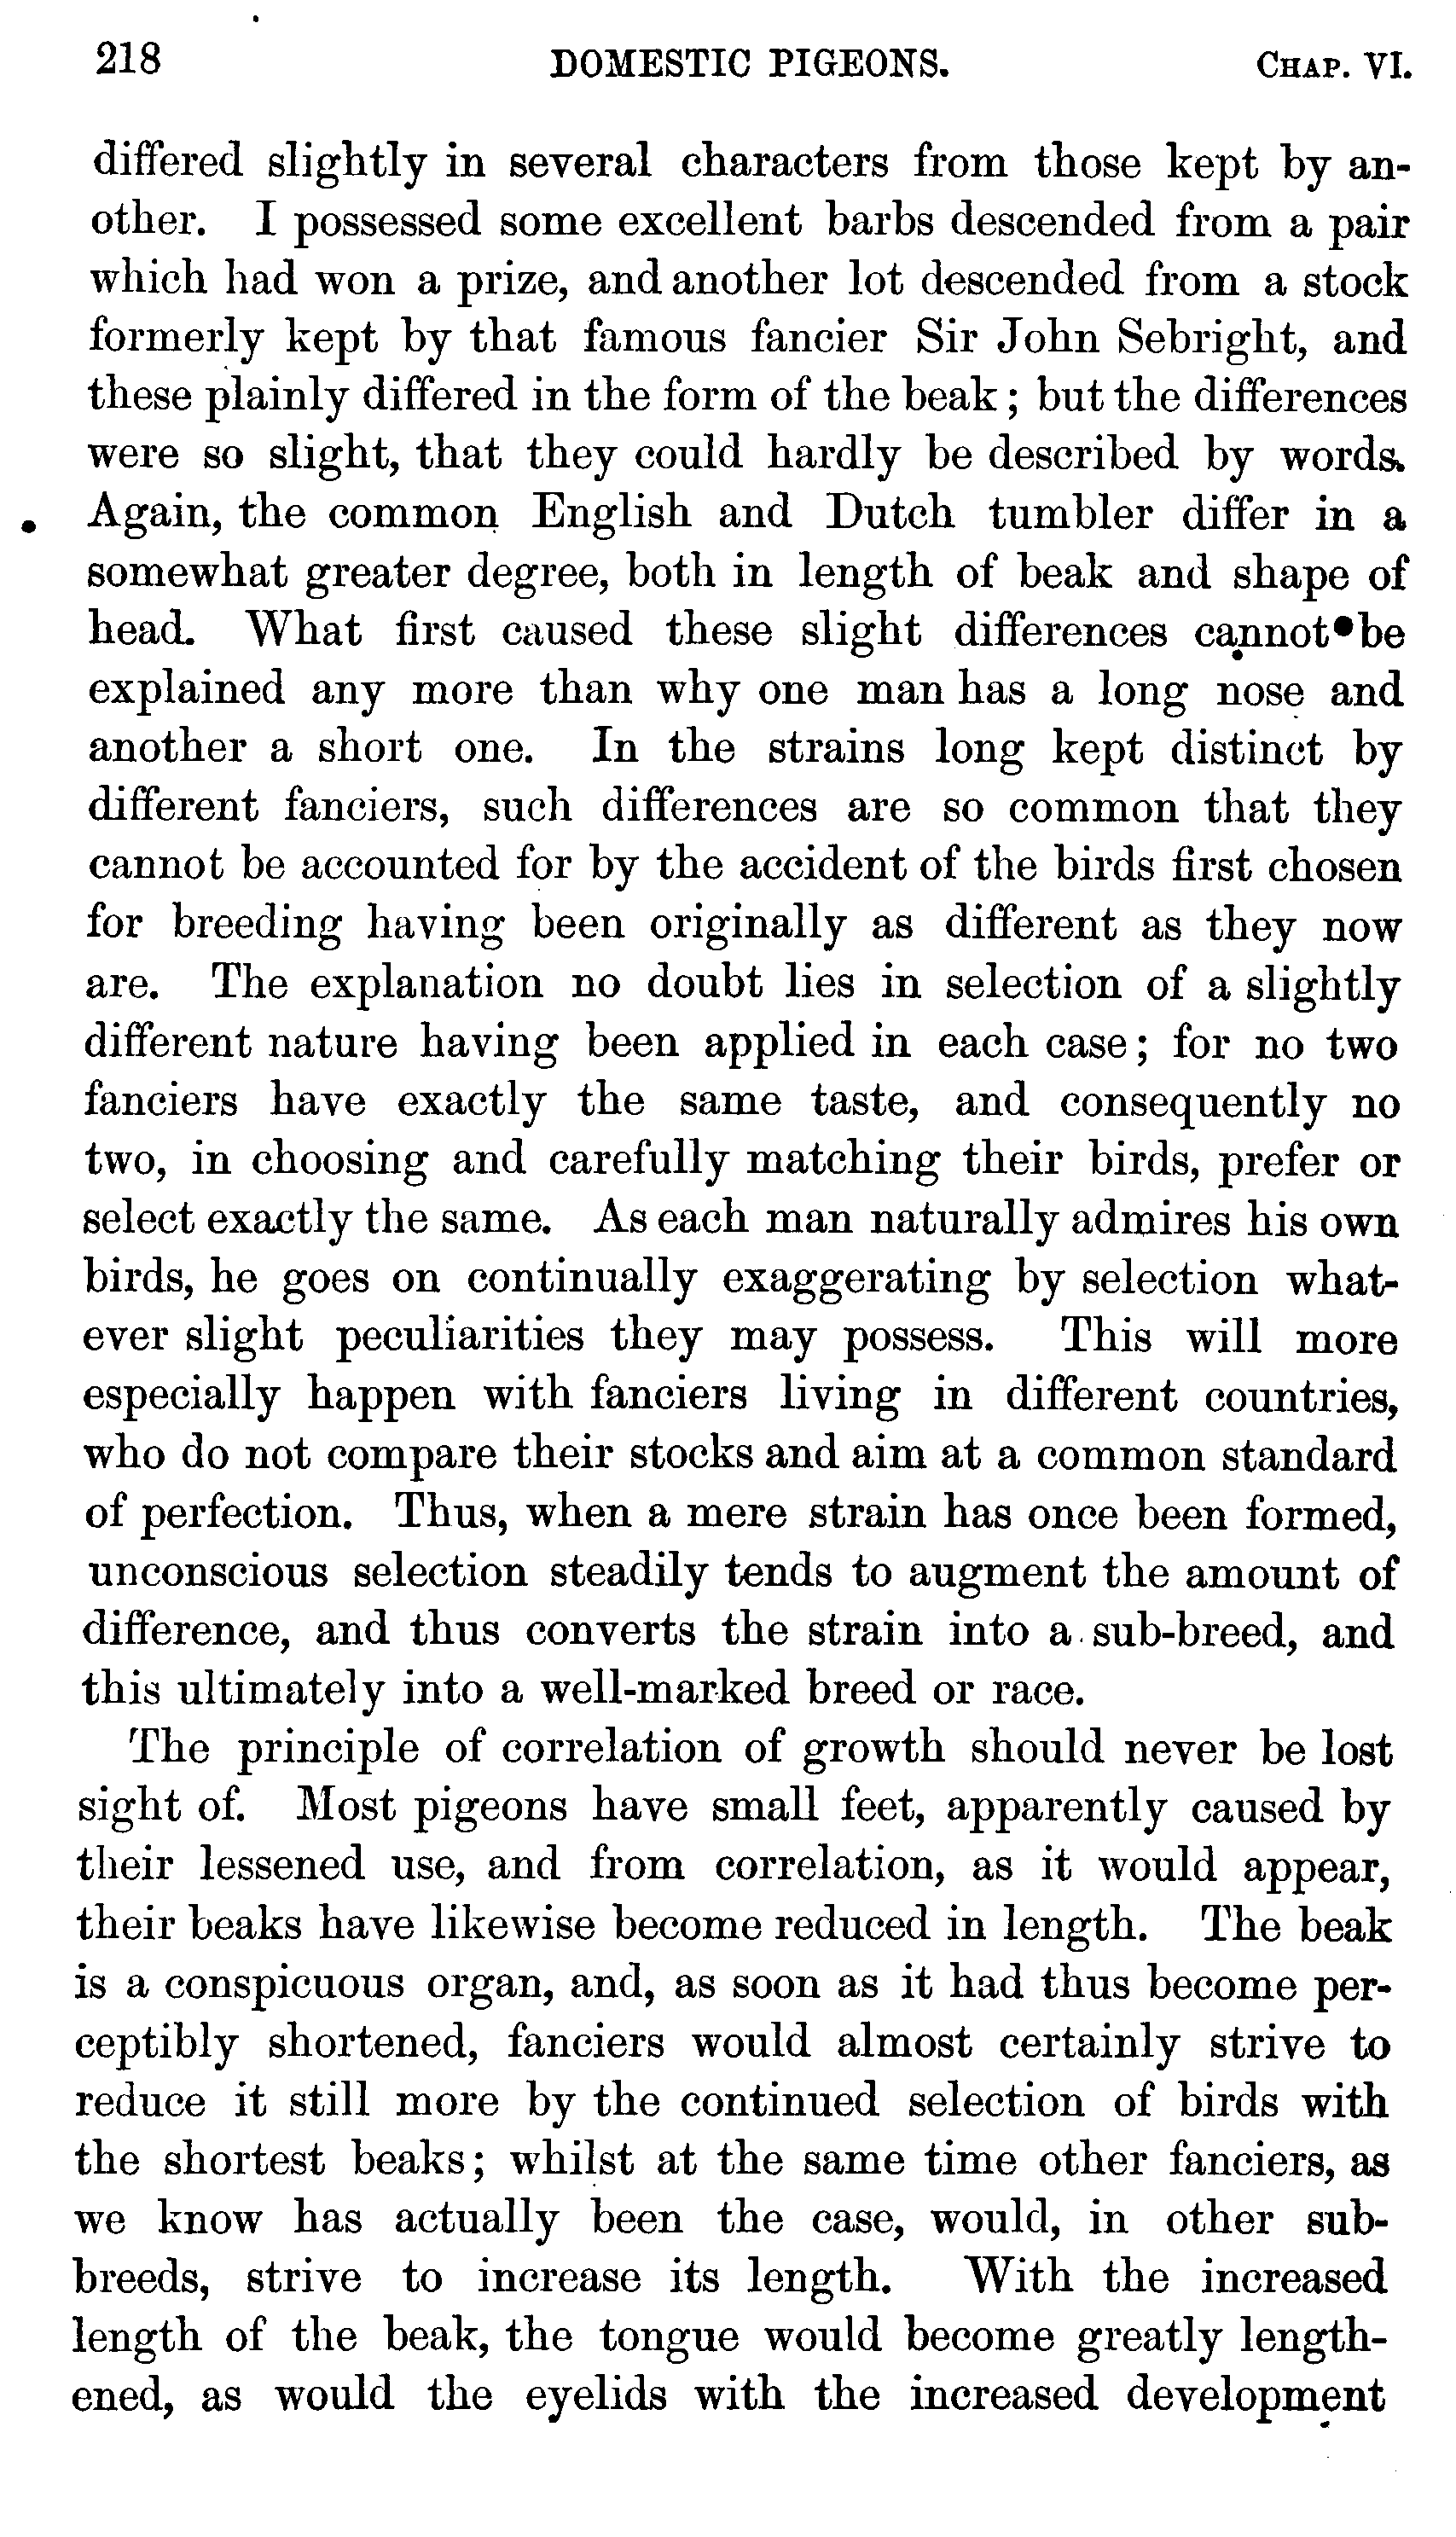 218 DOMESTIC PIGEONS. CHAP. VI.
differed slightly in several characters from those kept by an-
other. I possessed some excellent barbs descended from a pair
which had won a prize, and another lot descended from a stock
formerly kept by that famous fancier Sir John Sebright, and
these plainly differed in the form of the beak; but the differences
were so slight, that they could hardly be described by words.
Again, the common English and Dutch tumbler differ in a
somewhat greater degree, both in length of beak and shape of
head. What first caused these slight differences cannot be
explained any more than why one man has a long nose and
another a short one. In the strains long kept distinct by
different fanciers, such differences are so common that they
cannot be accounted for by the accident of the birds first chosen
for breeding having been originally as different as they now
are. The explanation no doubt lies in selection of a slightly
different nature having been applied in each case; for no two
fanciers have exactly the same taste, and consequently no
two, in choosing and carefully matching their birds, prefer or
select exactly the same. As each man naturally admires his own
birds, he goes on continually exaggerating by selection what-
ever slight peculiarities they may possess. This will more
especially happen with fanciers living in different countries,
who do not compare their stocks and aim at a common standard
of perfection. Thus, when a mere strain has once been formed,
unconscious selection steadily tends to augment the amount of
difference, and thus converts the strain into a sub-breed, and
this ultimately into a well-marked breed or race.
The principle of correlation of growth should never be lost
sight of. Most pigeons have small feet, apparently caused by
their lessened use, and from correlation, as it would appear,
their beaks have likewise become reduced in length. The beak
is a conspicuous organ, and, as soon as it had thus become per-
ceptibly shortened, fanciers would almost certainly strive to
reduce it still more by the continued selection of birds with
the shortest beaks; whilst at the same time other fanciers, as
we know has actually been the case, would, in other sub-
breeds, strive to increase its length. With the increased
length of the beak, the tongue would become greatly length-
ened, as would the eyelids with the increased development